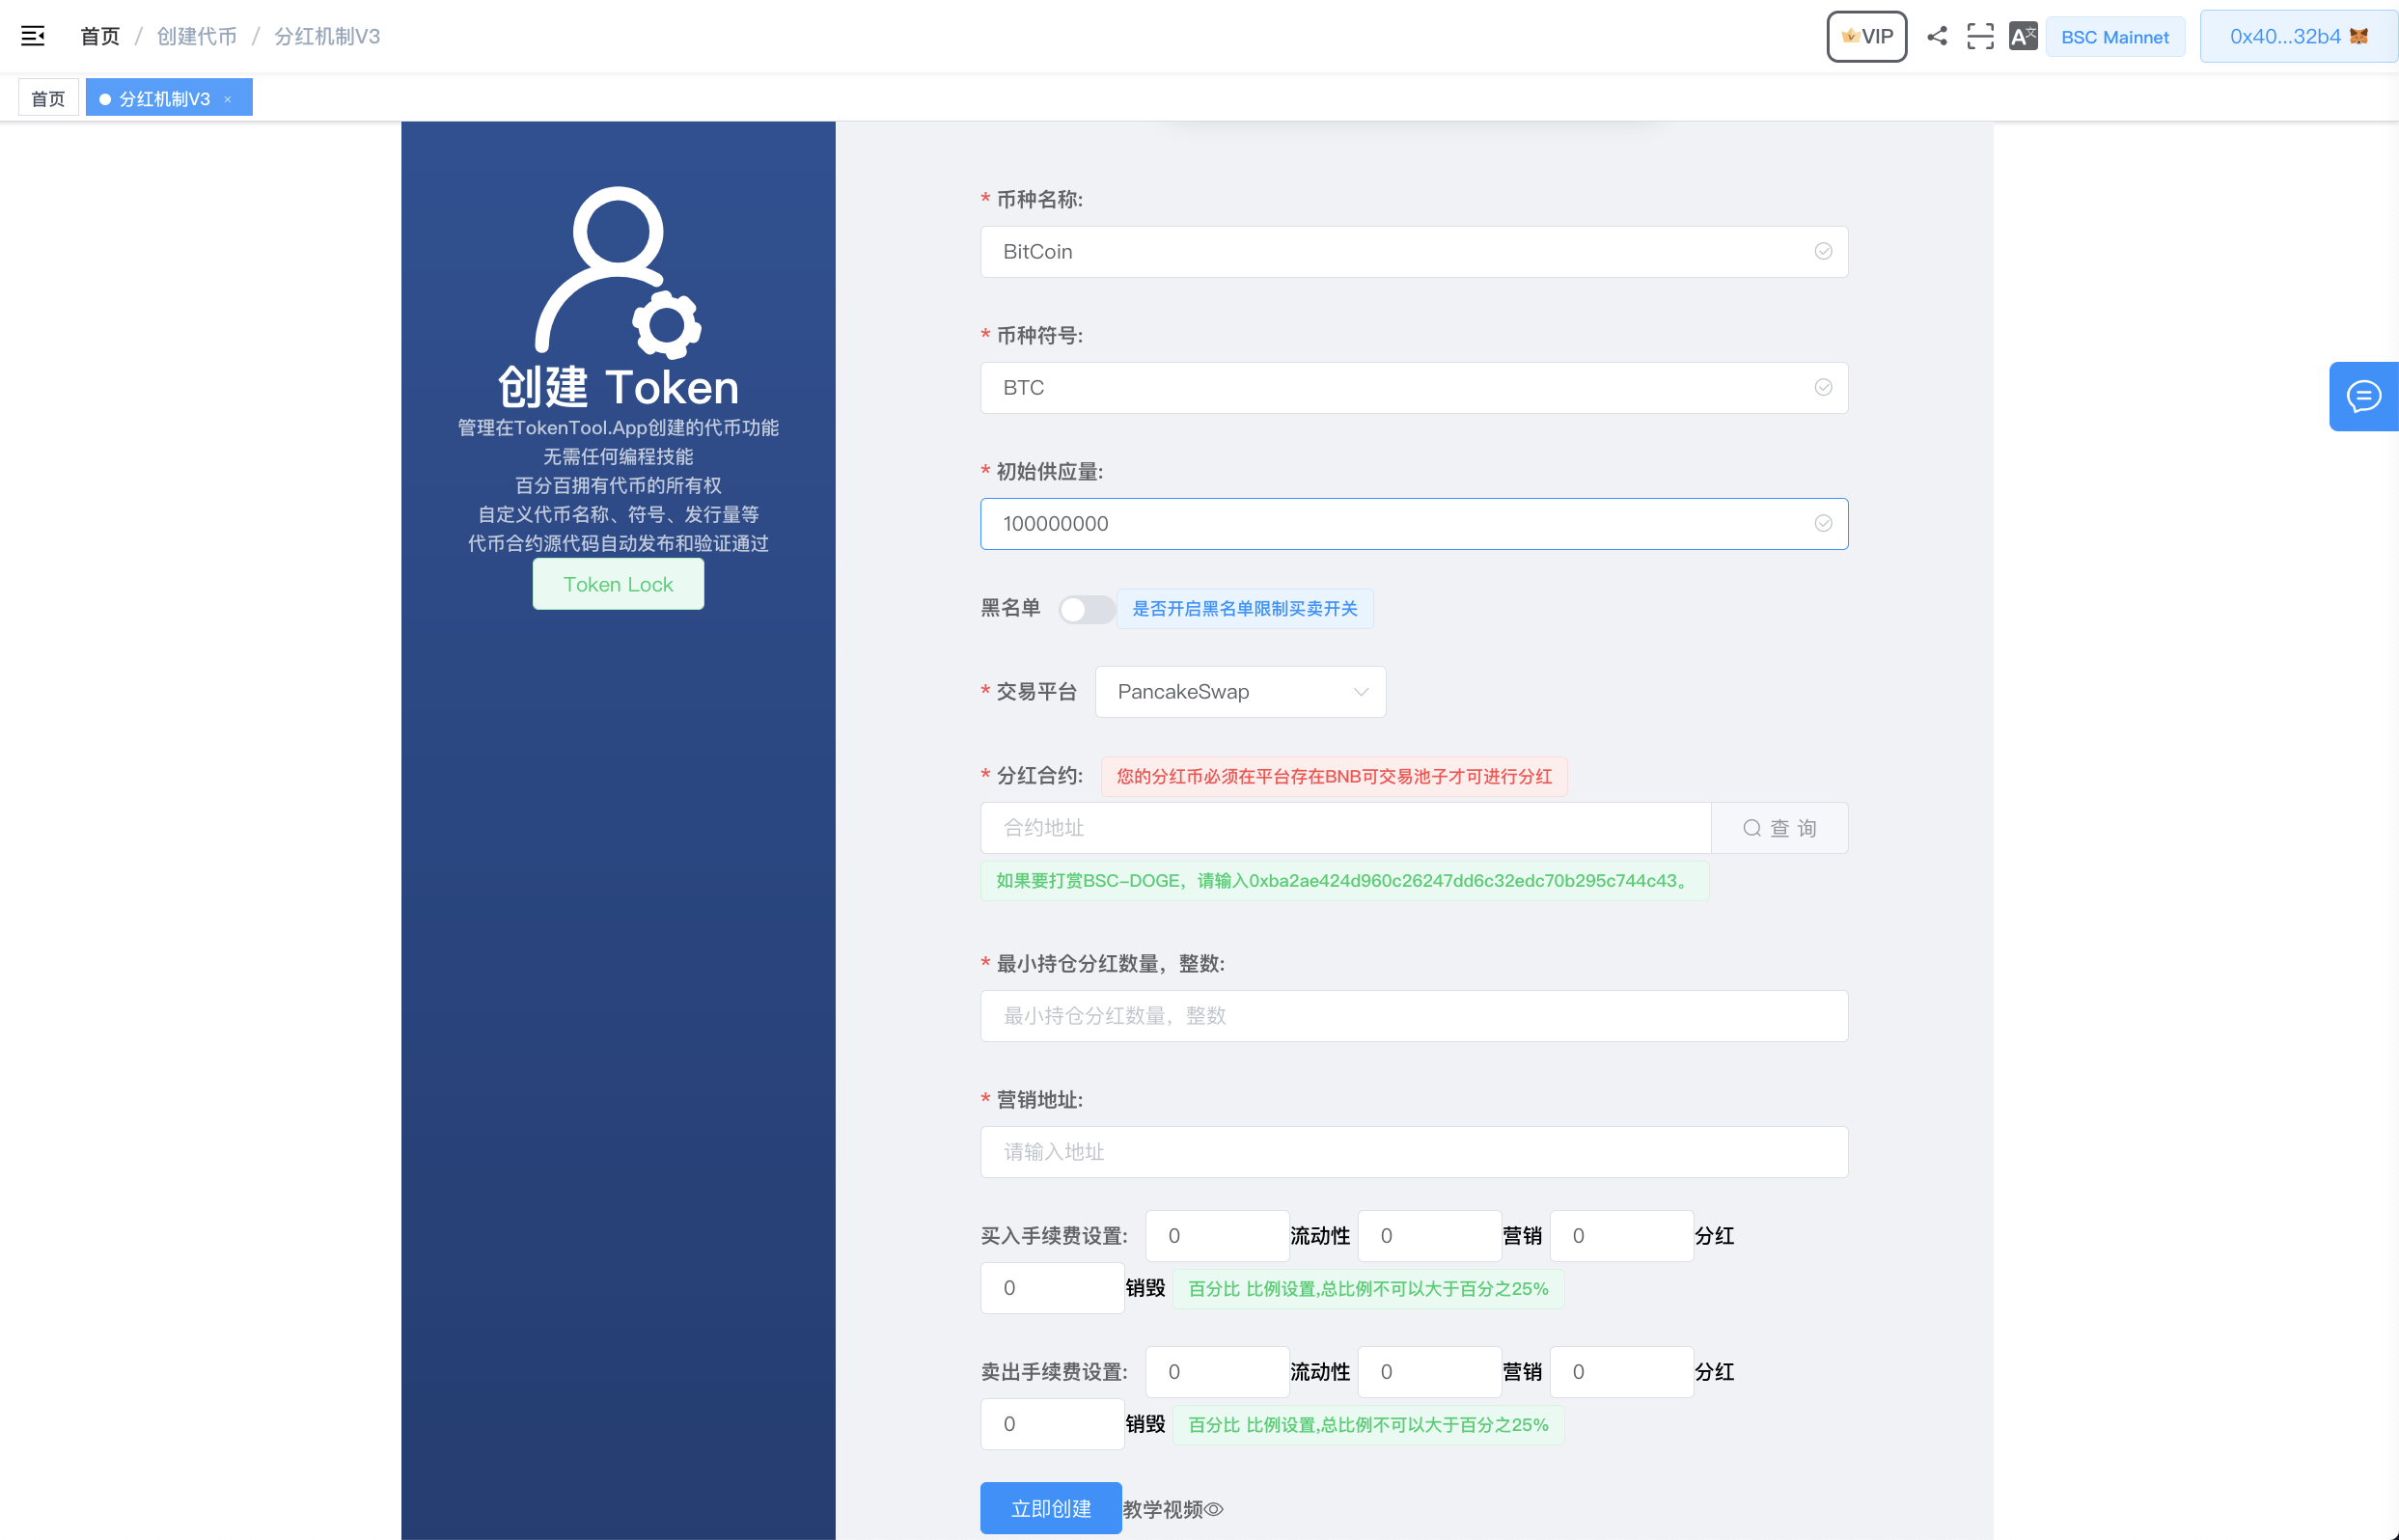 首页 / 创建代币 / 分红机制V3
VIP
BSC Mainnet
0x40...32b4
首页
分红机制V3 ×
创建 Token
管理在TokenTool.App创建的代币功能
无需任何编程技能
百分百拥有代币的所有权
自定义代币名称、符号、发行量等
代币合约源代码自动发布和验证通过
Token Lock
* 币种名称:
BitCoin
* 币种符号:
BTC
* 初始供应量:
100000000
黑名单 是否开启黑名单限制买卖开关
* 交易平台 PancakeSwap
* 分红合约: 您的分红币必须在平台存在BNB可交易池子才可进行分红
合约地址 查 询
如果要打赏BSC-DOGE，请输入0xba2ae424d960c26247dd6c32edc70b295c744c43。
* 最小持仓分红数量，整数:
最小持仓分红数量，整数
* 营销地址:
请输入地址
买入手续费设置: 0 流动性 0 营销 0 分红
0 销毁 百分比 比例设置,总比例不可以大于百分之25%
卖出手续费设置: 0 流动性 0 营销 0 分红
0 销毁 百分比 比例设置,总比例不可以大于百分之25%
立即创建 教学视频